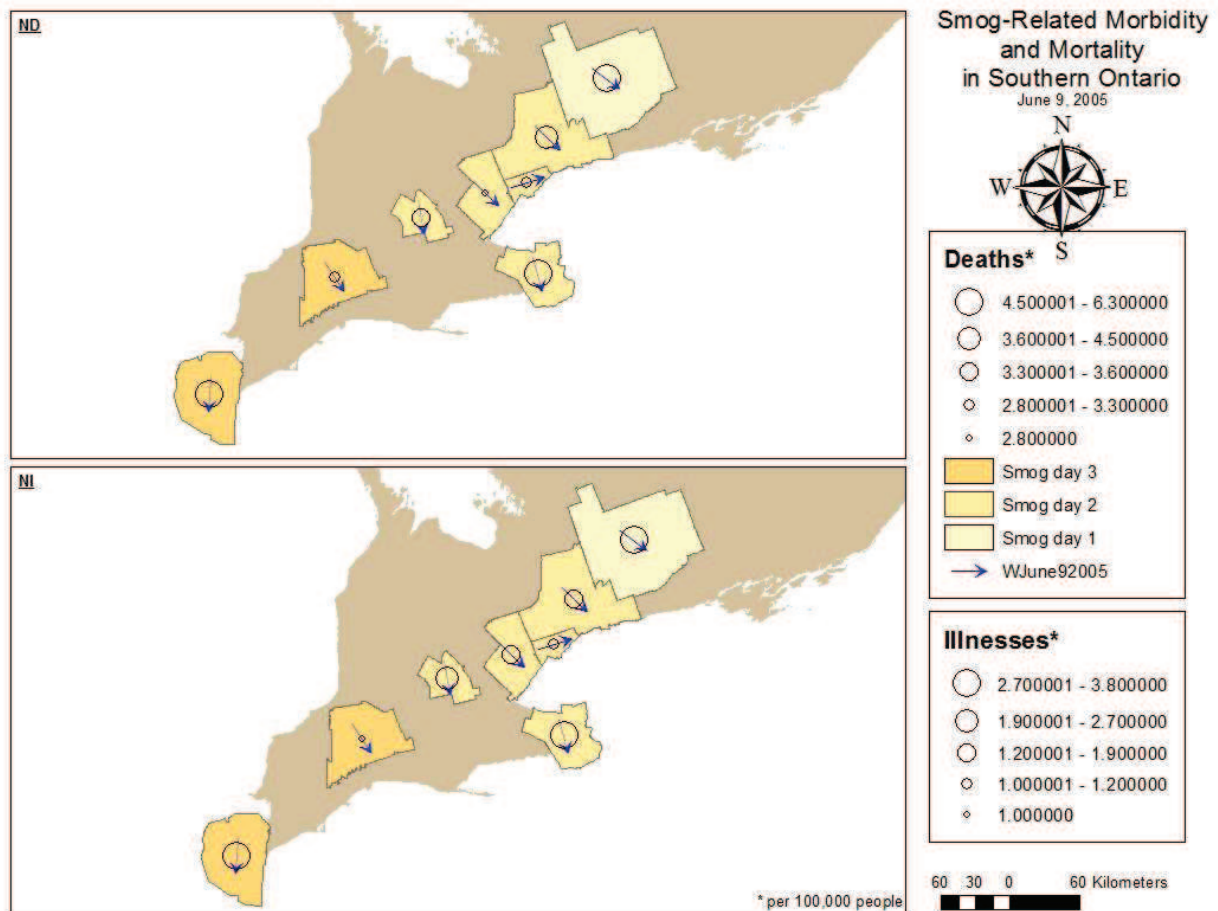 ND
Smog-Related Morbidity
and Mortality
in Southern Ontario
June 9, 2005
N
W E
S
Deaths*
4.500001 - 6.300000
3.600001 - 4.500000
3.300001 - 3.600000
2.800001 - 3.300000
2.800000
Smog day 3
Smog day 2
Smog day 1
WJune92005
NI
Illnesses*
2.700001 - 3.800000
1.900001 - 2.700000
1.200001 - 1.900000
1.000001 - 1.200000
1.000000
* per 100,000 people
60 30 0 60 Kilometers